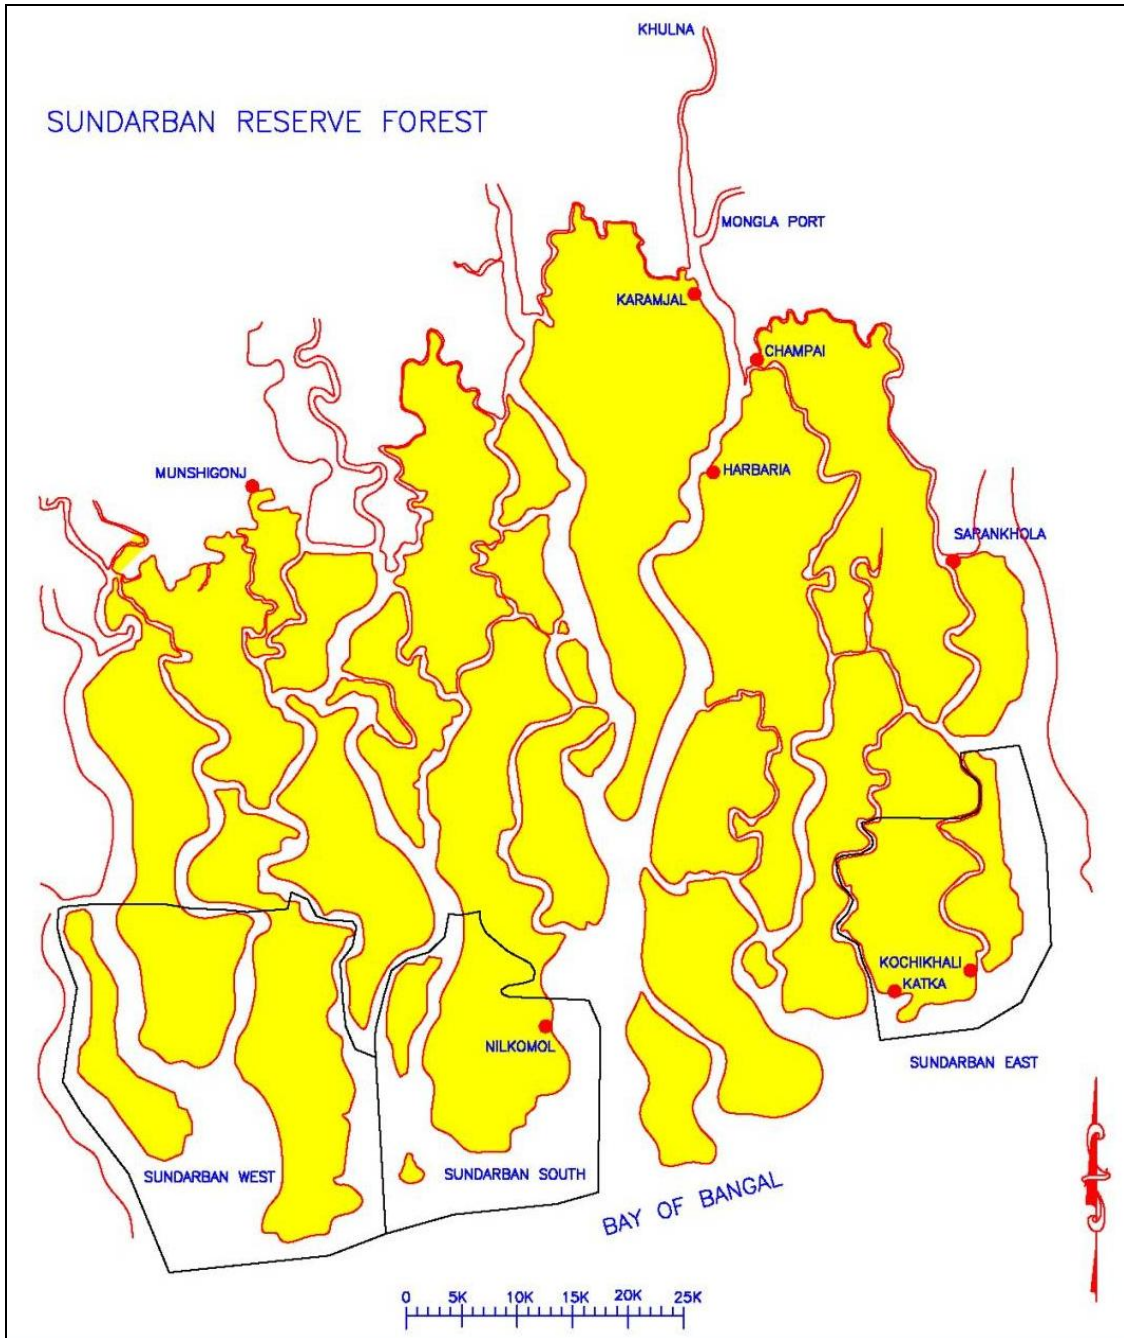 KHULNA
SUNDARBAN RESERVE FOREST
MONGLA PORT
KARAMJAL
CHAMPAI
MUNSHIGONJ
HARBARIA
SARANKHOLA
KOCHIKHALI
KATKA
NILKOMOL
SUNDARBAN EAST
SUNDARBAN WEST
SUNDARBAN SOUTH
BAY OF BANGAL
0 5K 10K 15K 20K 25K